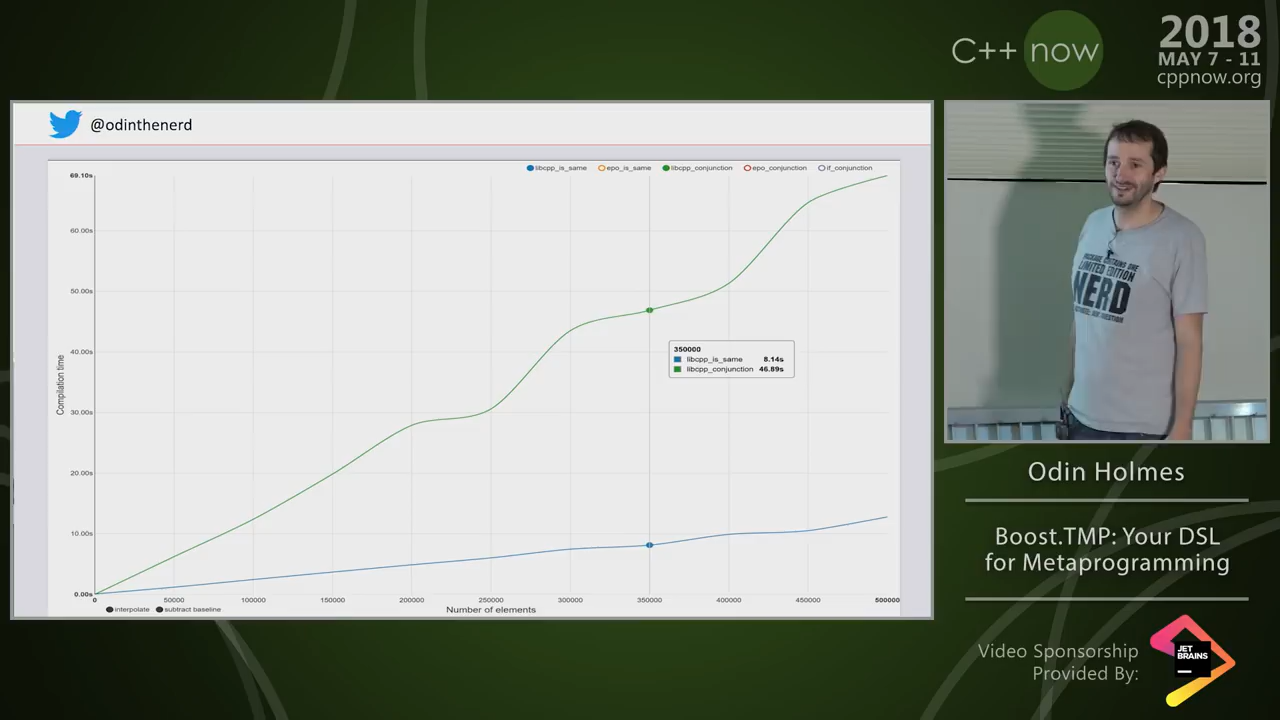 C++ now
2018
MAY 7 - 11
cppnow.org
@odinthenerd
libcpp_is_same epo_is_same libcpp_conjunction epo_conjunction if_conjunction
69.10s
60.00s
50.00s
40.00s
30.00s
20.00s
10.00s
0.00s
Compilation time
350000
libcpp_is_same 8.14s
libcpp_conjunction 46.89s
0 50000 100000 150000 200000 250000 300000 350000 400000 450000 500000
interpolate subtract baseline
Number of elements
LIMITED EDITION
NERD
Odin Holmes
Boost.TMP: Your DSL
for Metaprogramming
Video Sponsorship
Provided By:
JET
BRAINS